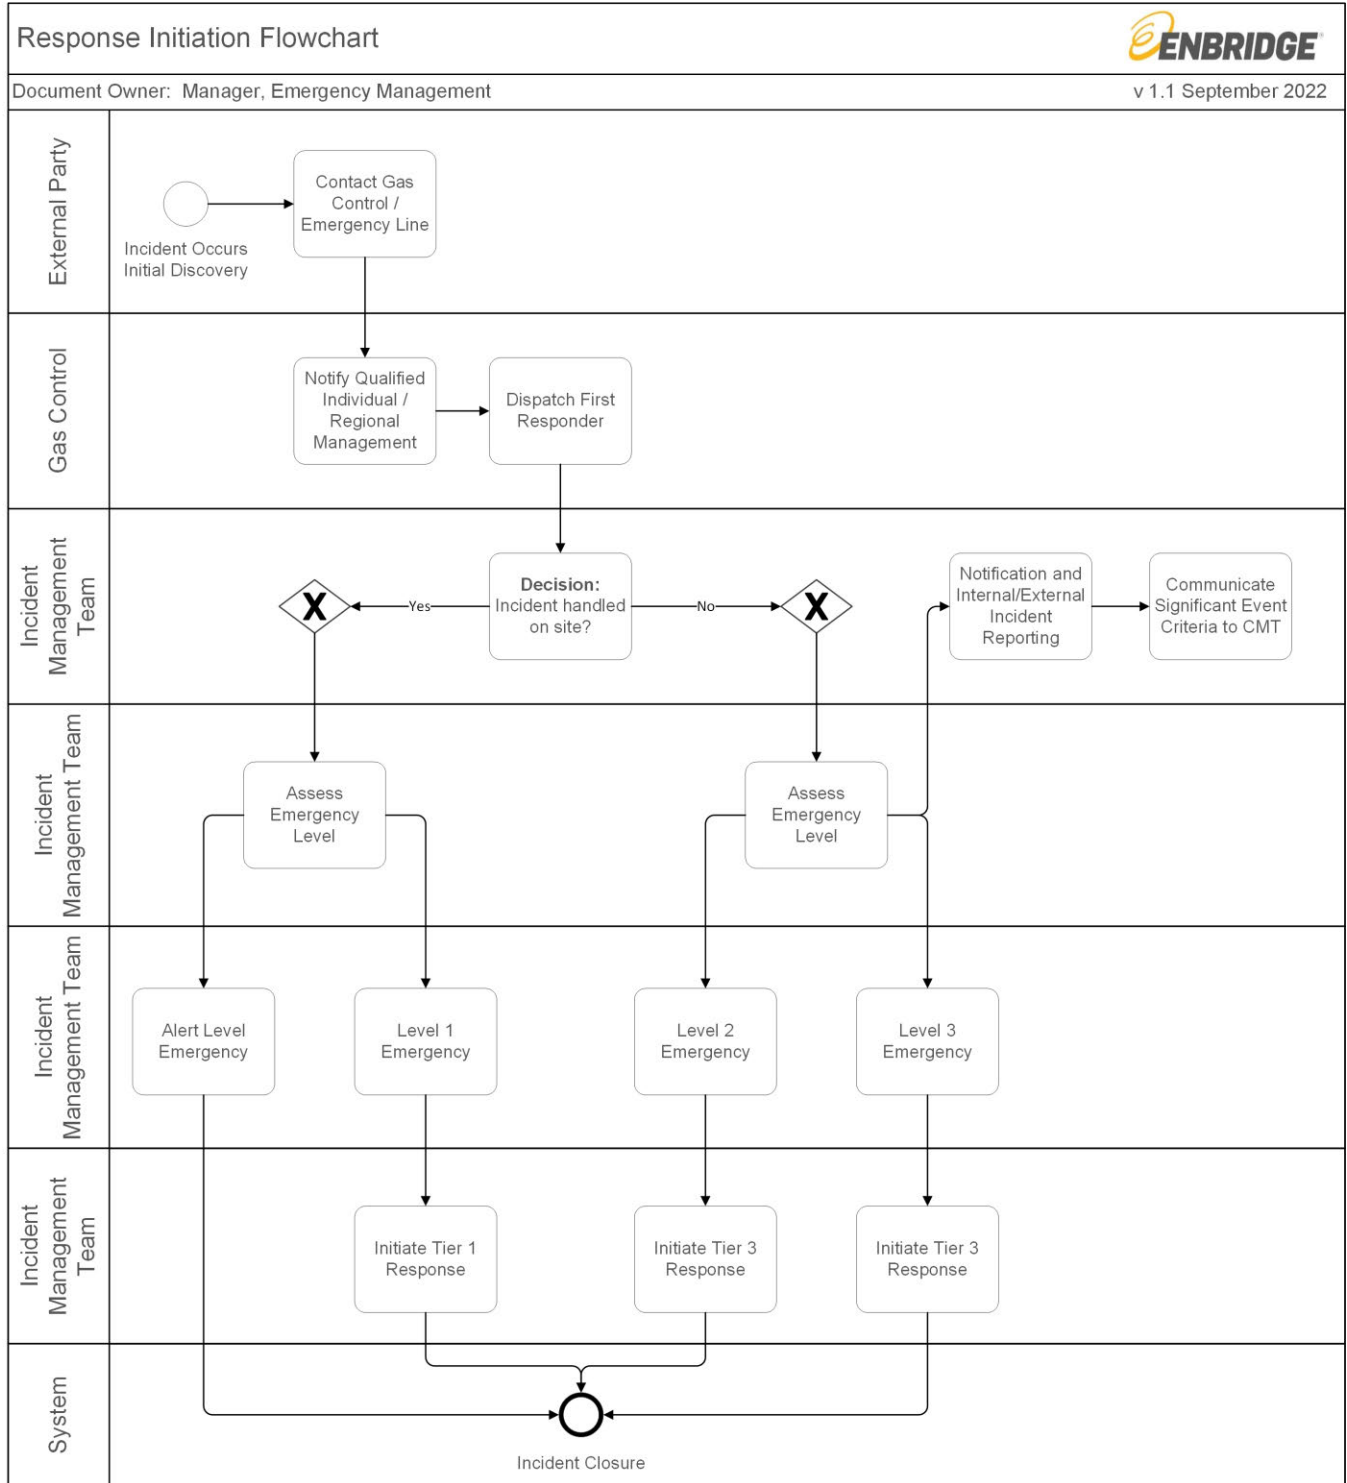 Response Initiation Flowchart
ENBRIDGE
Document Owner: Manager, Emergency Management
v 1.1 September 2022
External Party
Incident Occurs
Initial Discovery
Contact Gas
Control /
Emergency Line
Gas Control
Notify Qualified
Individual /
Regional
Management
Dispatch First
Responder
Incident
Management
Team
X
Yes
Decision:
Incident handled
on site?
No
X
Notification and
Internal/External
Incident
Reporting
Communicate
Significant Event
Criteria to CMT
Incident
Management Team
Assess
Emergency
Level
Assess
Emergency
Level
Incident
Management Team
Alert Level
Emergency
Level 1
Emergency
Level 2
Emergency
Level 3
Emergency
Incident
Management
Team
Initiate Tier 1
Response
Initiate Tier 3
Response
Initiate Tier 3
Response
System
Incident Closure